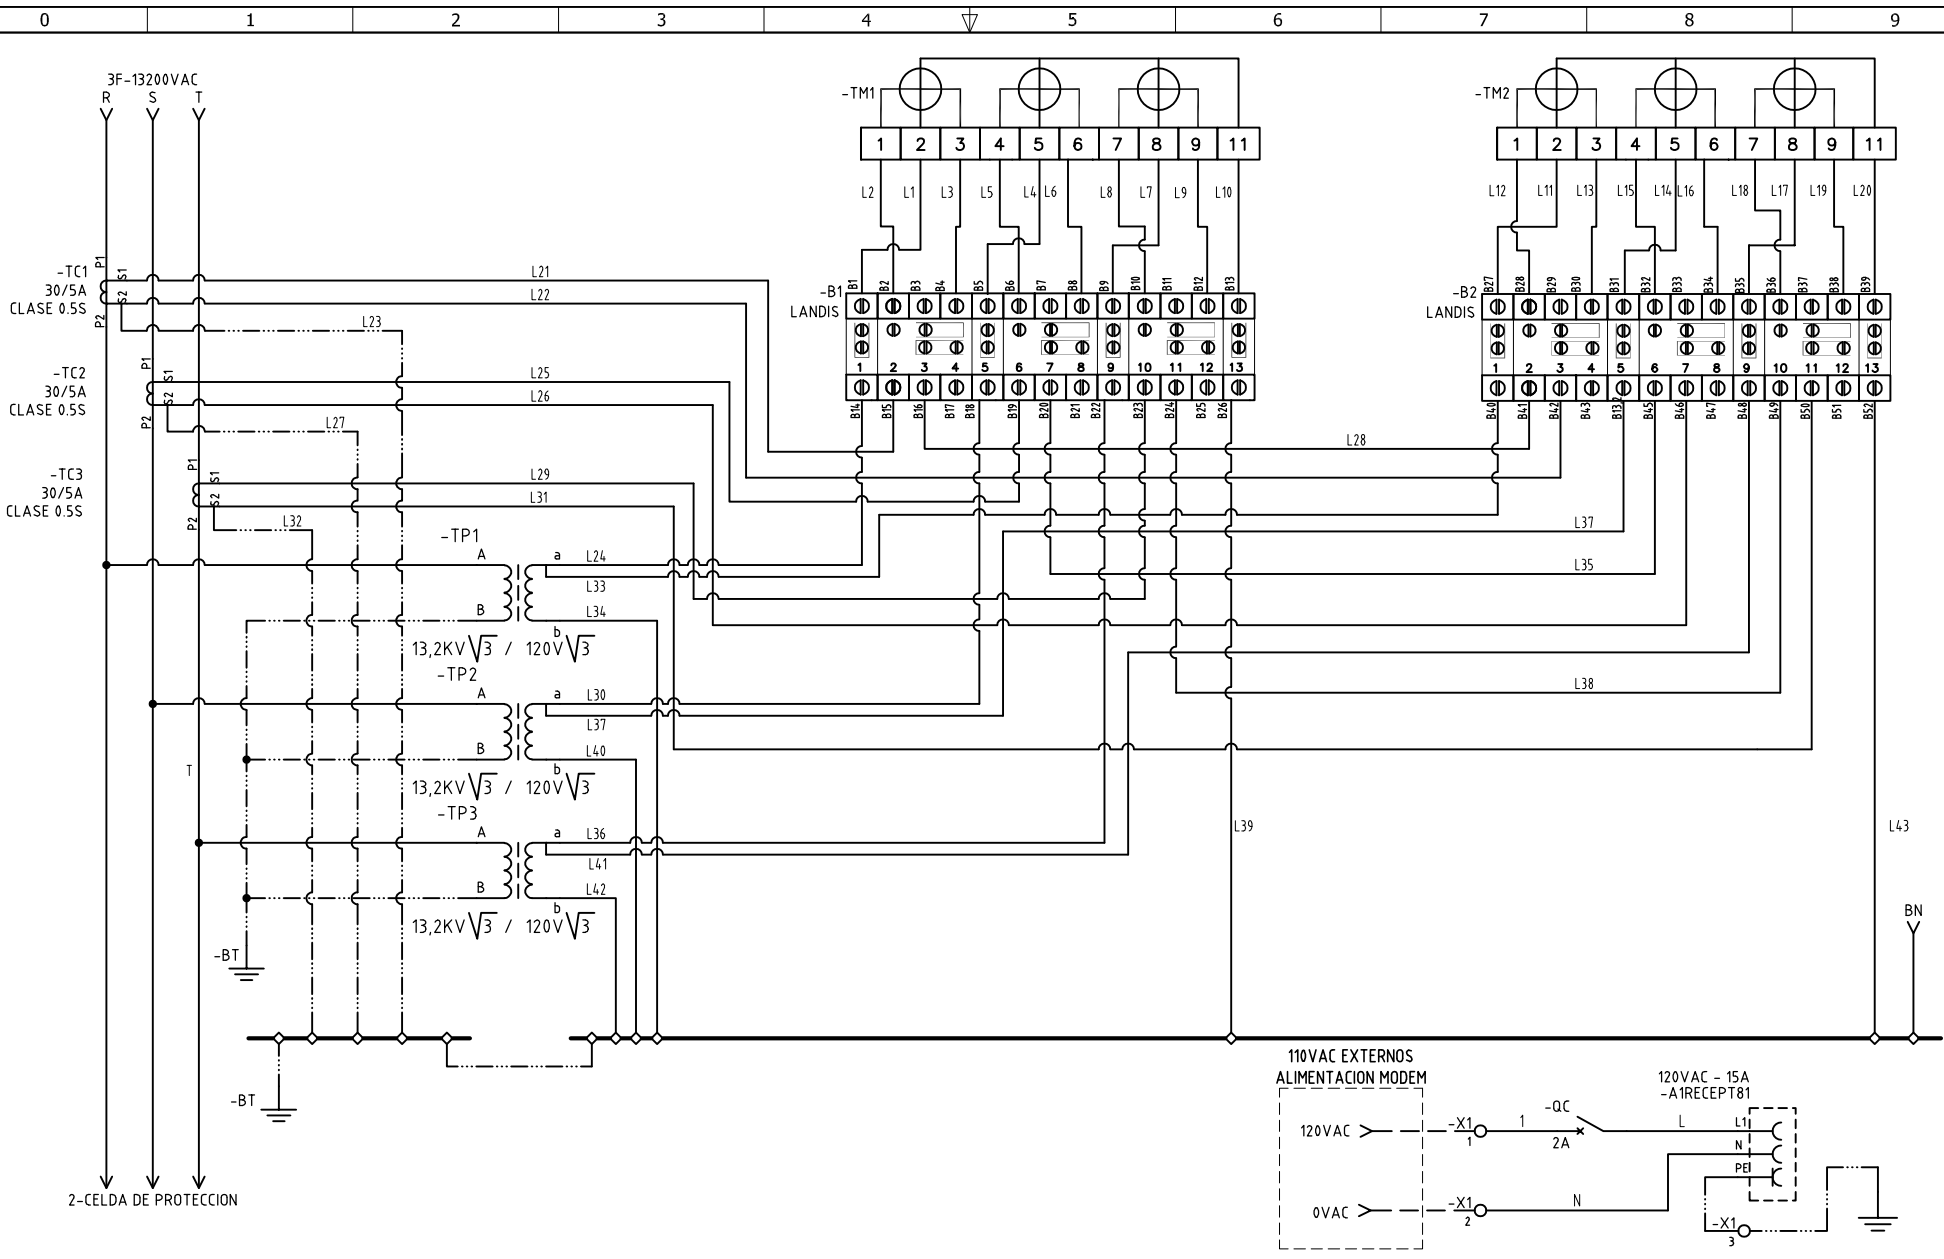 0 1 2 3 4 5 6 7 8 9
3F-13200VAC
R S T
-TM1
1 2 3 4 5 6 7 8 9 11
L2 L1 L3 L5 L4 L6 L8 L7 L9 L10
-TM2
1 2 3 4 5 6 7 8 9 11
L12 L11 L13 L15 L14 L16 L18 L17 L19 L20
-TC1
30/5A
CLASE 0.5S
P1 S1 S2 P2
L21
L22
L23
-B1
LANDIS
B1 B2 B3 B4 B5 B6 B7 B8 B9 B10 B11 B12 B13
1 2 3 4 5 6 7 8 9 10 11 12 13
B14 B15 B16 B17 B18 B19 B20 B21 B22 B23 B24 B25 B26
-B2
LANDIS
B27 B28 B29 B30 B31 B32 B33 B34 B35 B36 B37 B38 B39
1 2 3 4 5 6 7 8 9 10 11 12 13
B40 B41 B42 B43 B45 B46 B47 B48 B49 B50 B51 B52
-TC2
30/5A
CLASE 0.5S
P1 S1 S2 P2
L25
L26
L27
L28
-TC3
30/5A
CLASE 0.5S
P1 S1 S2 P2
L29
L31
L32
L37
L35
-TP1
A a L24
L33
B L34
b
13,2KV√3 / 120V√3
-TP2
A a L30
L37
B L40
b
13,2KV√3 / 120V√3
L38
T
-TP3
A a L36
L41
B L42
b
13,2KV√3 / 120V√3
L39
L43
BN
-BT
-BT
110VAC EXTERNOS
ALIMENTACION MODEM
120VAC
-X1
1
1
-QC
2A
L
120VAC - 15A
-A1RECEPT81
L1
N
PE
0VAC
-X1
2
N
-X1
3
2-CELDA DE PROTECCION